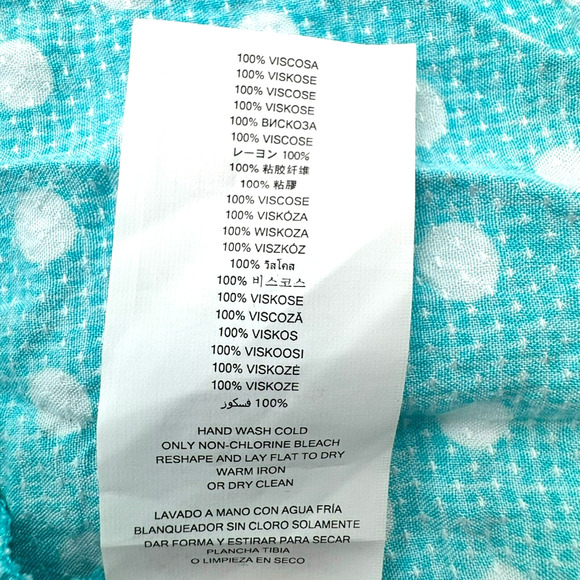 100% VISCOSA
100% VISKOSE
100% VISCOSE
100% VISKOSE
100% ВИСКОЗА
100% VISCOSE
レーヨン 100%
100% 粘胶纤维
100% 粘膠
100% VISCOSE
100% VISKÓZA
100% WISKOZA
100% VISZKÓZ
100% วิสโคส
100% 비스코스
100% VISKOSE
100% VISCOZĂ
100% VISKOS
100% VISKOOSI
100% VISKOZĖ
100% VISKOZE
100% فسكوز
HAND WASH COLD
ONLY NON-CHLORINE BLEACH
RESHAPE AND LAY FLAT TO DRY
WARM IRON
OR DRY CLEAN
LAVADO A MANO CON AGUA FRÍA
BLANQUEADOR SIN CLORO SOLAMENTE
DAR FORMA Y ESTIRAR PARA SECAR
PLANCHA TIBIA
O LIMPIEZA EN SECO